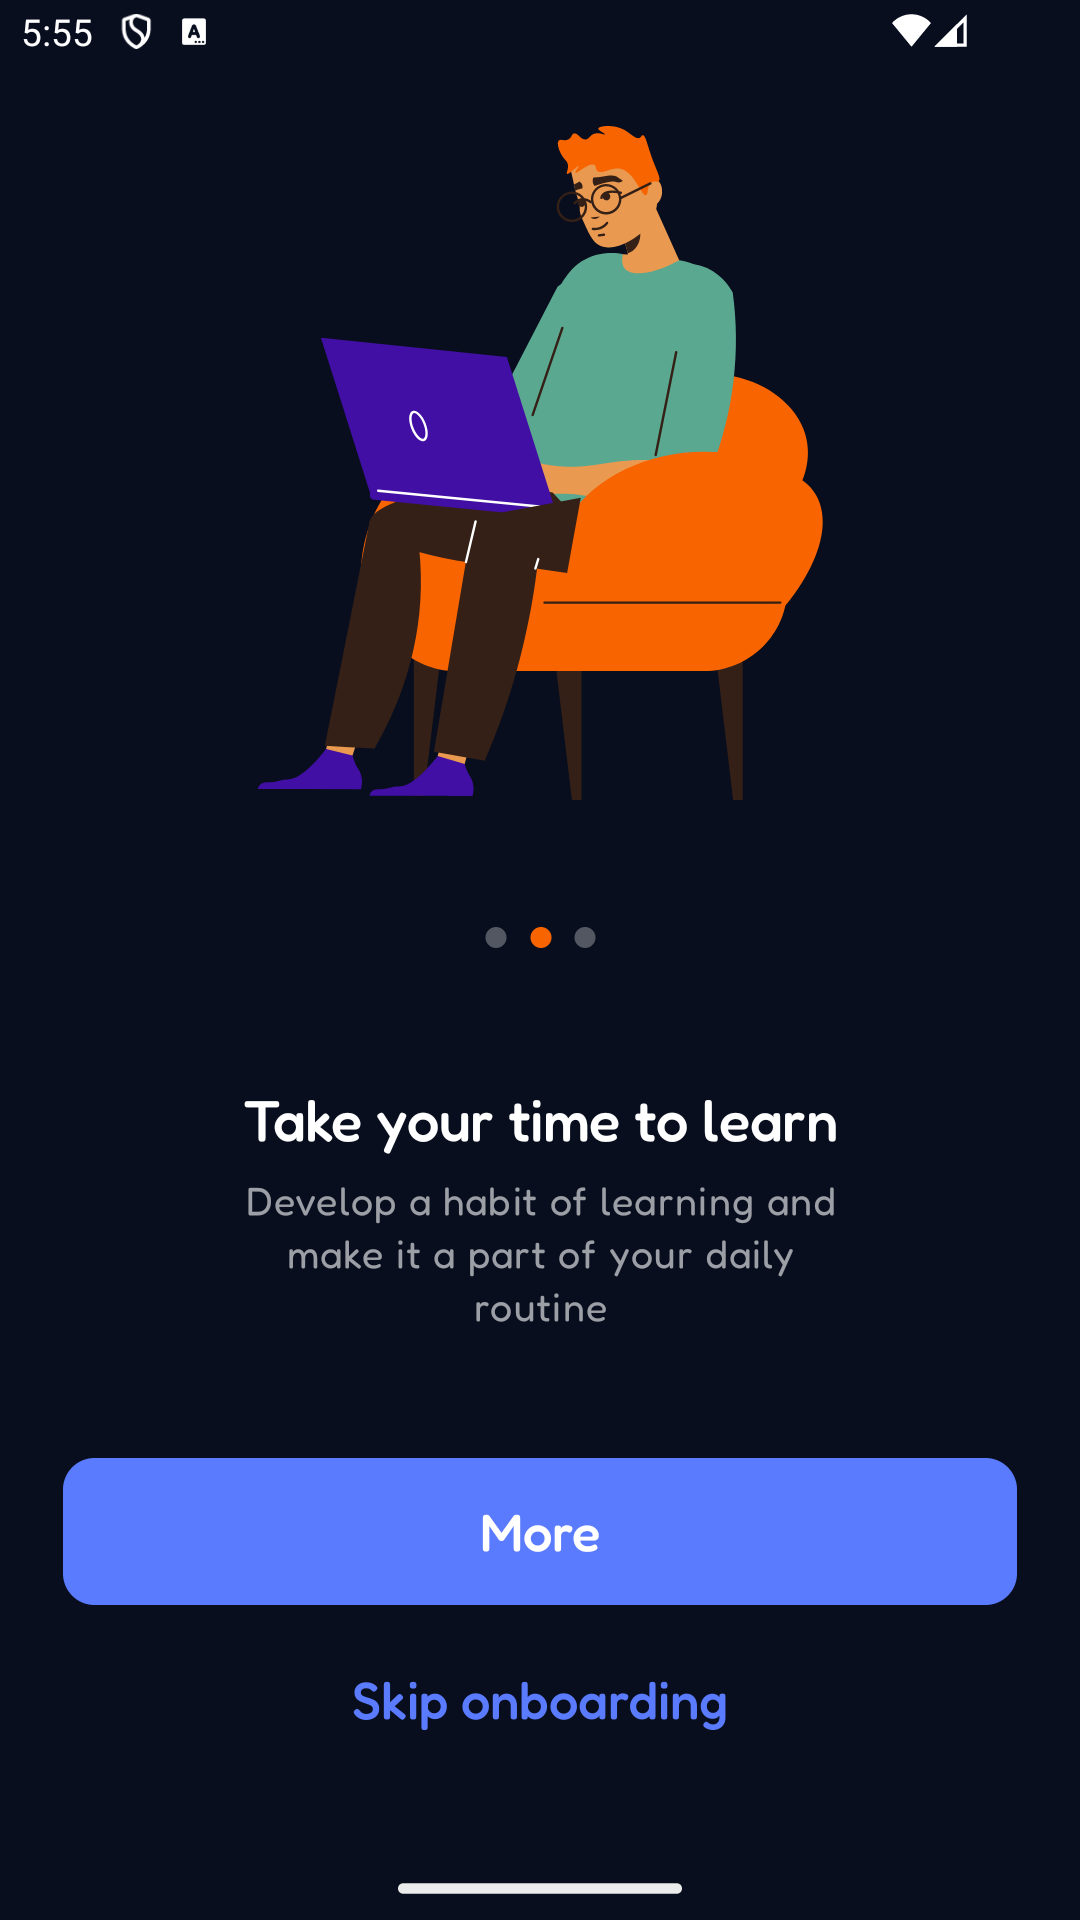 5:55
A
Take your time to learn
Develop a habit of learning and
make it a part of your daily
routine
More
Skip onboarding